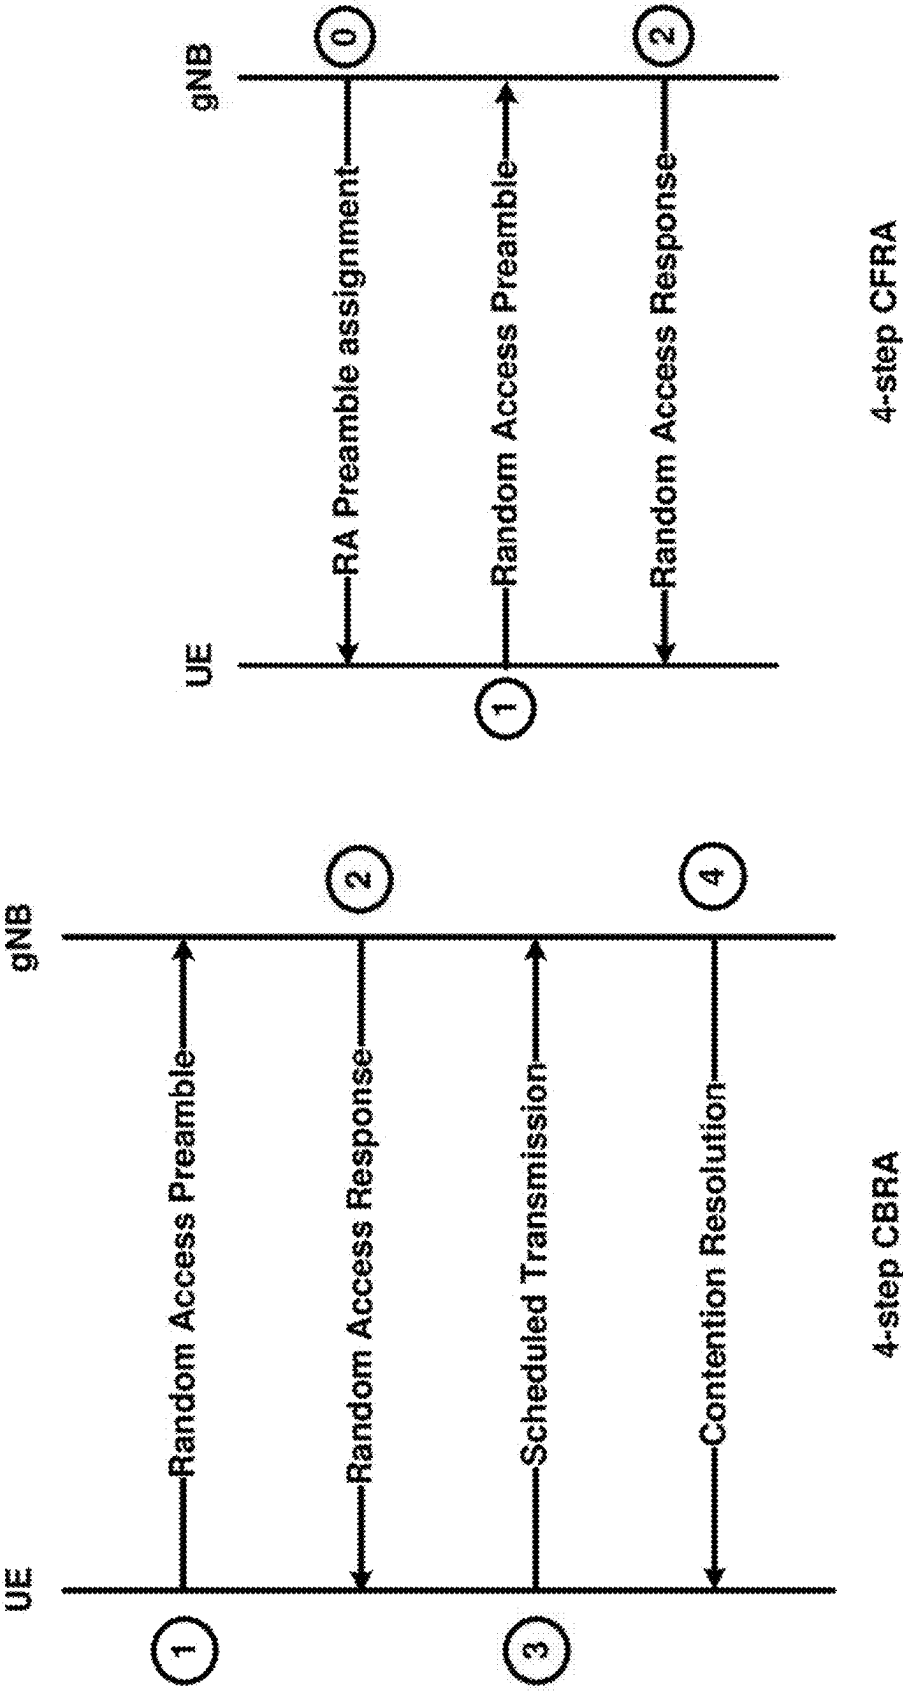 UE
gNB
1
Random Access Preamble
2
Random Access Response
3
Scheduled Transmission
4
Contention Resolution
4-step CBRA
UE
gNB
0
RA Preamble assignment
1
Random Access Preamble
2
Random Access Response
4-step CFRA